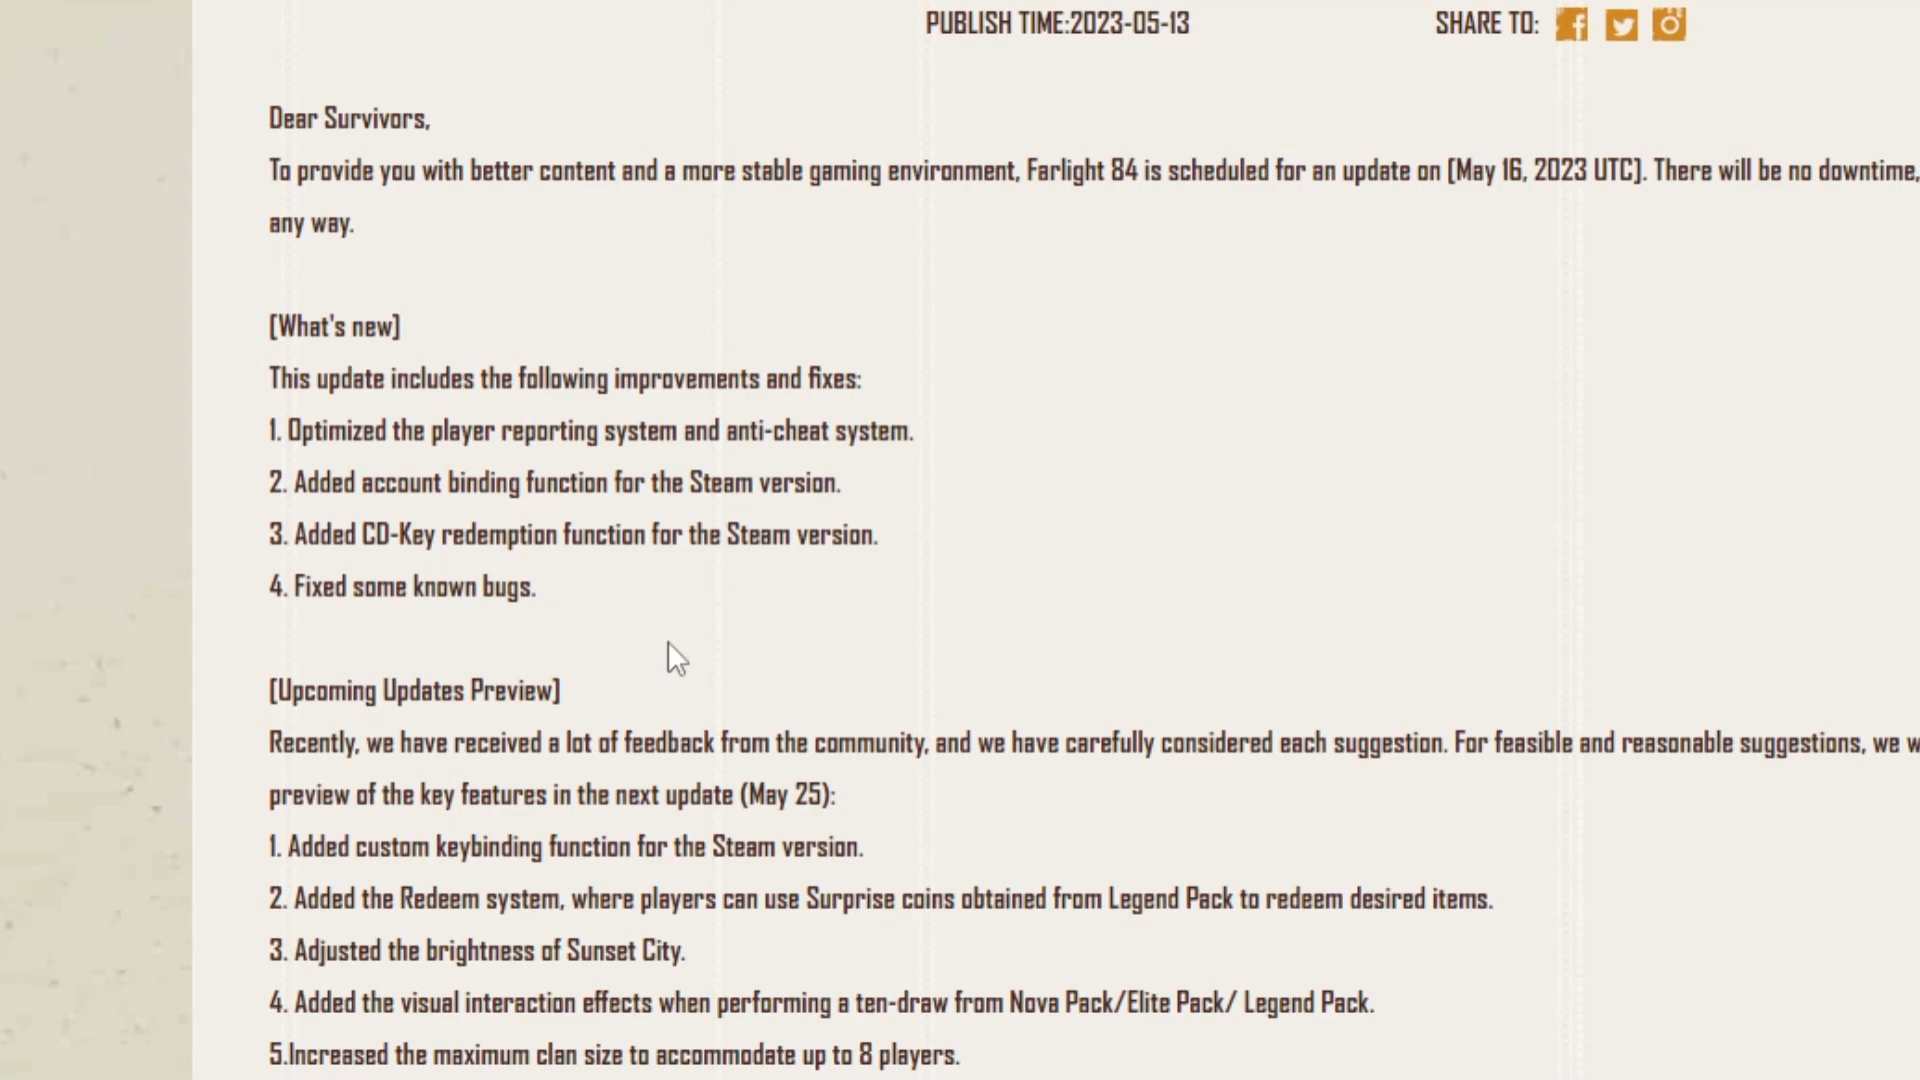 PUBLISH TIME:2023-05-13 SHARE TO:
Dear Survivors,
To provide you with better content and a more stable gaming environment, Farlight 84 is scheduled for an update on [May 16, 2023 UTC]. There will be no downtime,
any way.
[What's new]
This update includes the following improvements and fixes:
1. Optimized the player reporting system and anti-cheat system.
2. Added account binding function for the Steam version.
3. Added CD-Key redemption function for the Steam version.
4. Fixed some known bugs.
[Upcoming Updates Preview]
Recently, we have received a lot of feedback from the community, and we have carefully considered each suggestion. For feasible and reasonable suggestions, we w
preview of the key features in the next update (May 25):
1. Added custom keybinding function for the Steam version.
2. Added the Redeem system, where players can use Surprise coins obtained from Legend Pack to redeem desired items.
3. Adjusted the brightness of Sunset City.
4. Added the visual interaction effects when performing a ten-draw from Nova Pack/Elite Pack/ Legend Pack.
5.Increased the maximum clan size to accommodate up to 8 players.